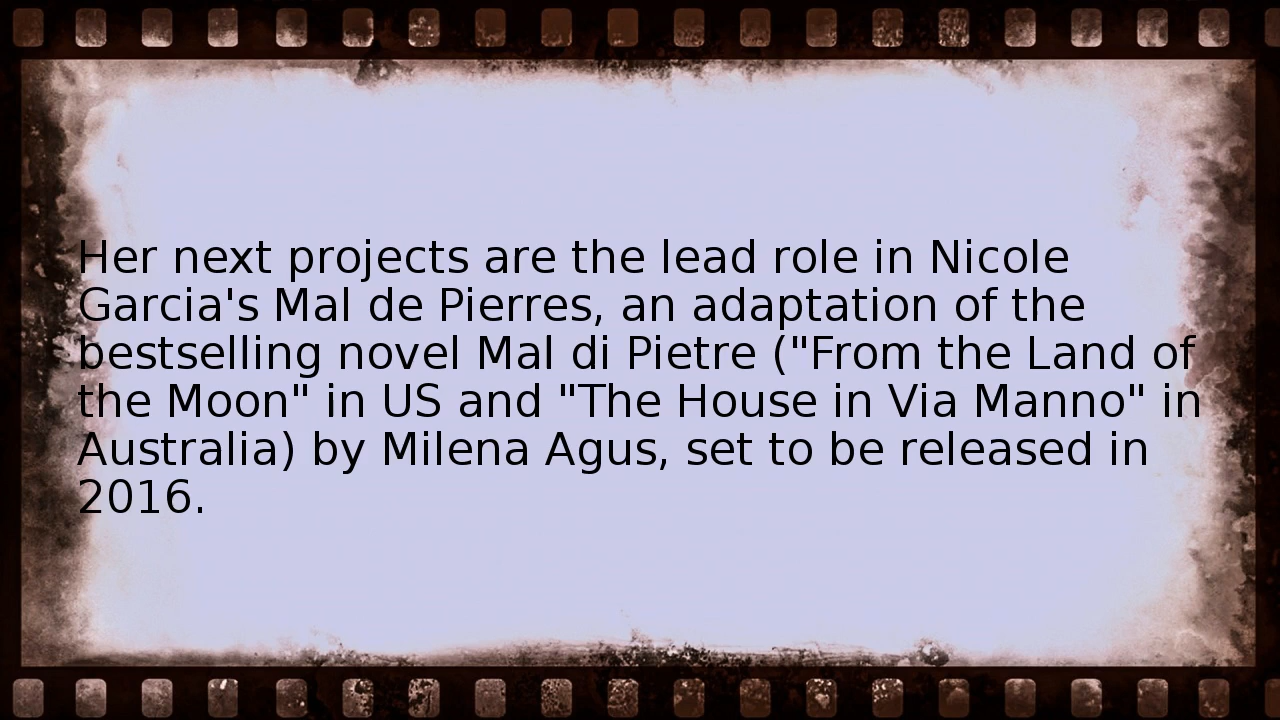 Her next projects are the lead role in Nicole
Garcia's Mal de Pierres, an adaptation of the
bestselling novel Mal di Pietre ("From the Land of
the Moon" in US and "The House in Via Manno" in
Australia) by Milena Agus, set to be released in
2016.